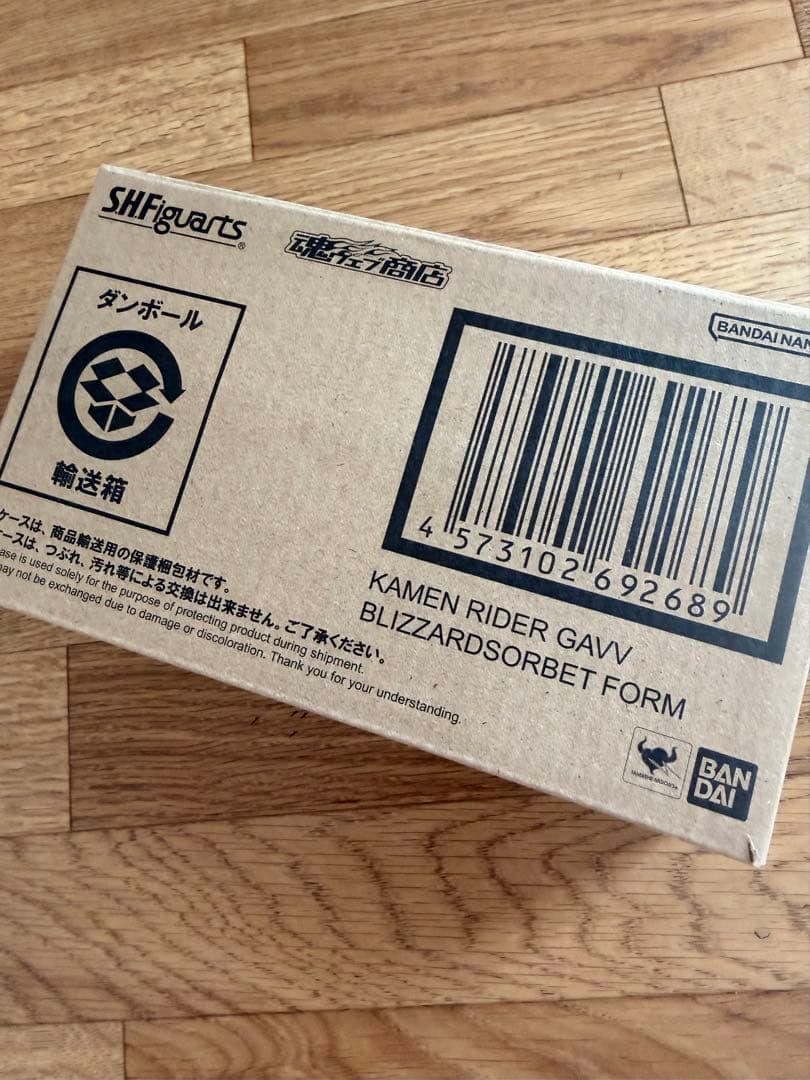 S.H.Figuarts®
魂ウェブ商店
ダンボール
輸送箱
BANDAI NAM
4 573102 692689
KAMEN RIDER GAVV
BLIZZARDSORBET FORM
ケースは、商品輸送用の保護梱包材です。
ケースは、つぶれ、汚れ等による交換は出来ません。ご了承ください。
ase is used solely for the purpose of protecting product during shipment.
may not be exchanged due to damage or discoloration. Thank you for your understanding.
BAN
DAI